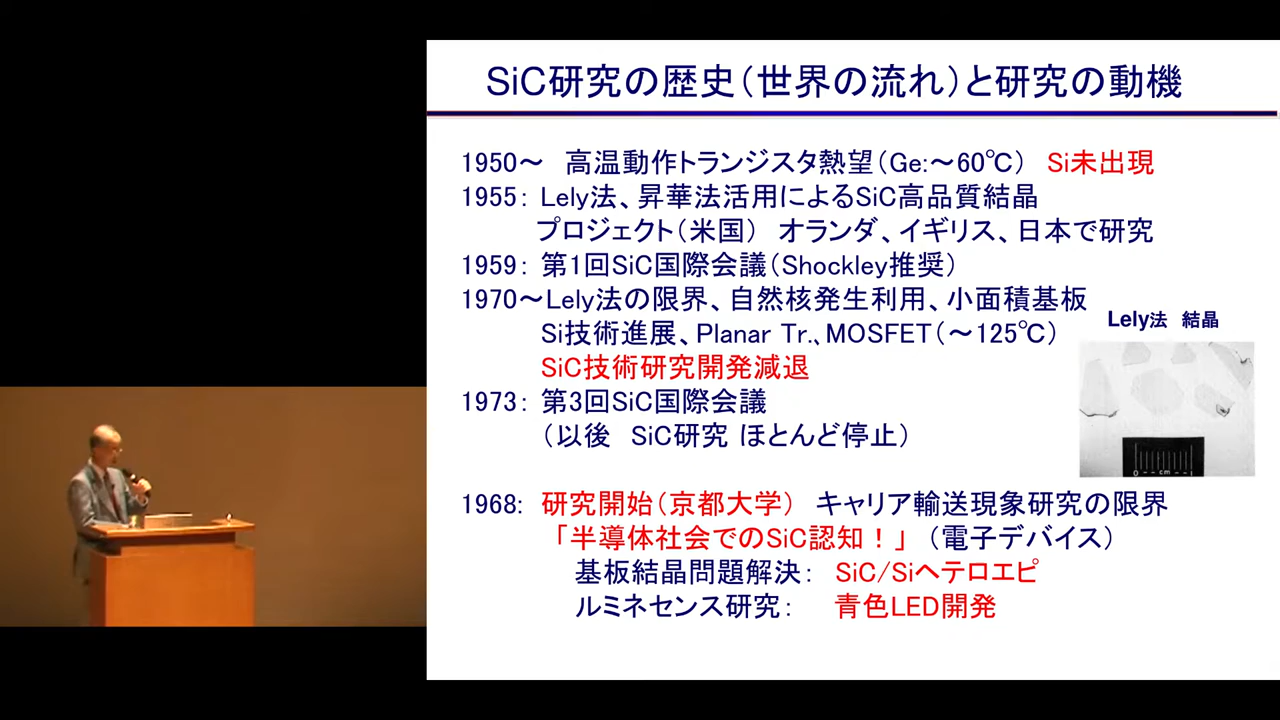 SiC研究の歴史（世界の流れ）と研究の動機
1950～　高温動作トランジスタ熱望（Ge:～60℃）　Si未出現
1955： Lely法、昇華法活用によるSiC高品質結晶
プロジェクト（米国）　オランダ、イギリス、日本で研究
1959： 第1回SiC国際会議（Shockley推奨）
1970～Lely法の限界、自然核発生利用、小面積基板
Si技術進展、Planar Tr.、MOSFET（～125℃）
SiC技術研究開発減退
1973： 第3回SiC国際会議
（以後　SiC研究 ほとんど停止）
Lely法　結晶
0 -- cm -- 1
1968:　研究開始（京都大学）　キャリア輸送現象研究の限界
「半導体社会でのSiC認知！」（電子デバイス）
基板結晶問題解決：　SiC/Siヘテロエピ
ルミネセンス研究：　青色LED開発